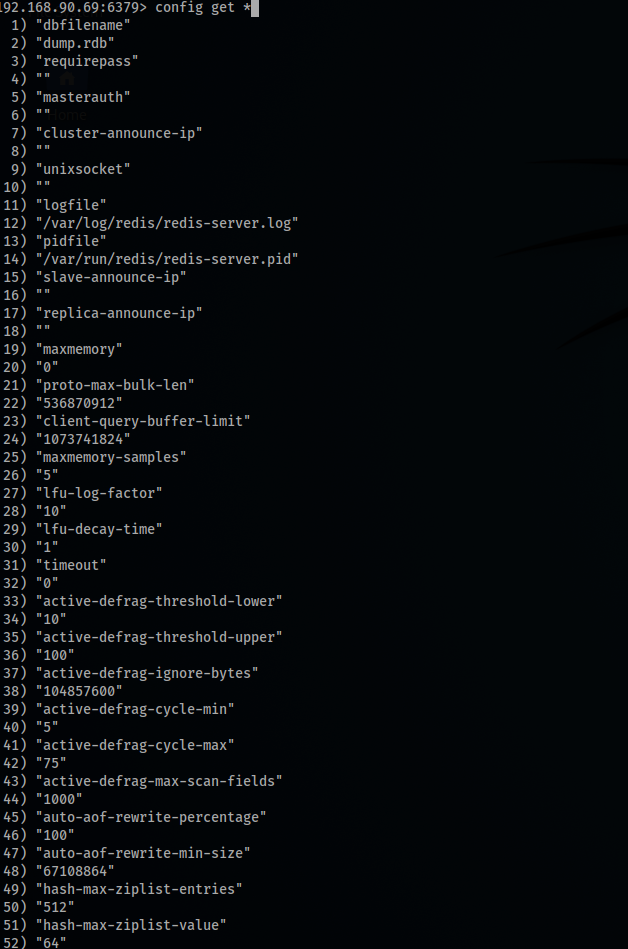 192.168.90.69:6379> config get *
1) "dbfilename"
2) "dump.rdb"
3) "requirepass"
4) ""
5) "masterauth"
6) ""
7) "cluster-announce-ip"
8) ""
9) "unixsocket"
10) ""
11) "logfile"
12) "/var/log/redis/redis-server.log"
13) "pidfile"
14) "/var/run/redis/redis-server.pid"
15) "slave-announce-ip"
16) ""
17) "replica-announce-ip"
18) ""
19) "maxmemory"
20) "0"
21) "proto-max-bulk-len"
22) "536870912"
23) "client-query-buffer-limit"
24) "1073741824"
25) "maxmemory-samples"
26) "5"
27) "lfu-log-factor"
28) "10"
29) "lfu-decay-time"
30) "1"
31) "timeout"
32) "0"
33) "active-defrag-threshold-lower"
34) "10"
35) "active-defrag-threshold-upper"
36) "100"
37) "active-defrag-ignore-bytes"
38) "104857600"
39) "active-defrag-cycle-min"
40) "5"
41) "active-defrag-cycle-max"
42) "75"
43) "active-defrag-max-scan-fields"
44) "1000"
45) "auto-aof-rewrite-percentage"
46) "100"
47) "auto-aof-rewrite-min-size"
48) "67108864"
49) "hash-max-ziplist-entries"
50) "512"
51) "hash-max-ziplist-value"
52) "64"